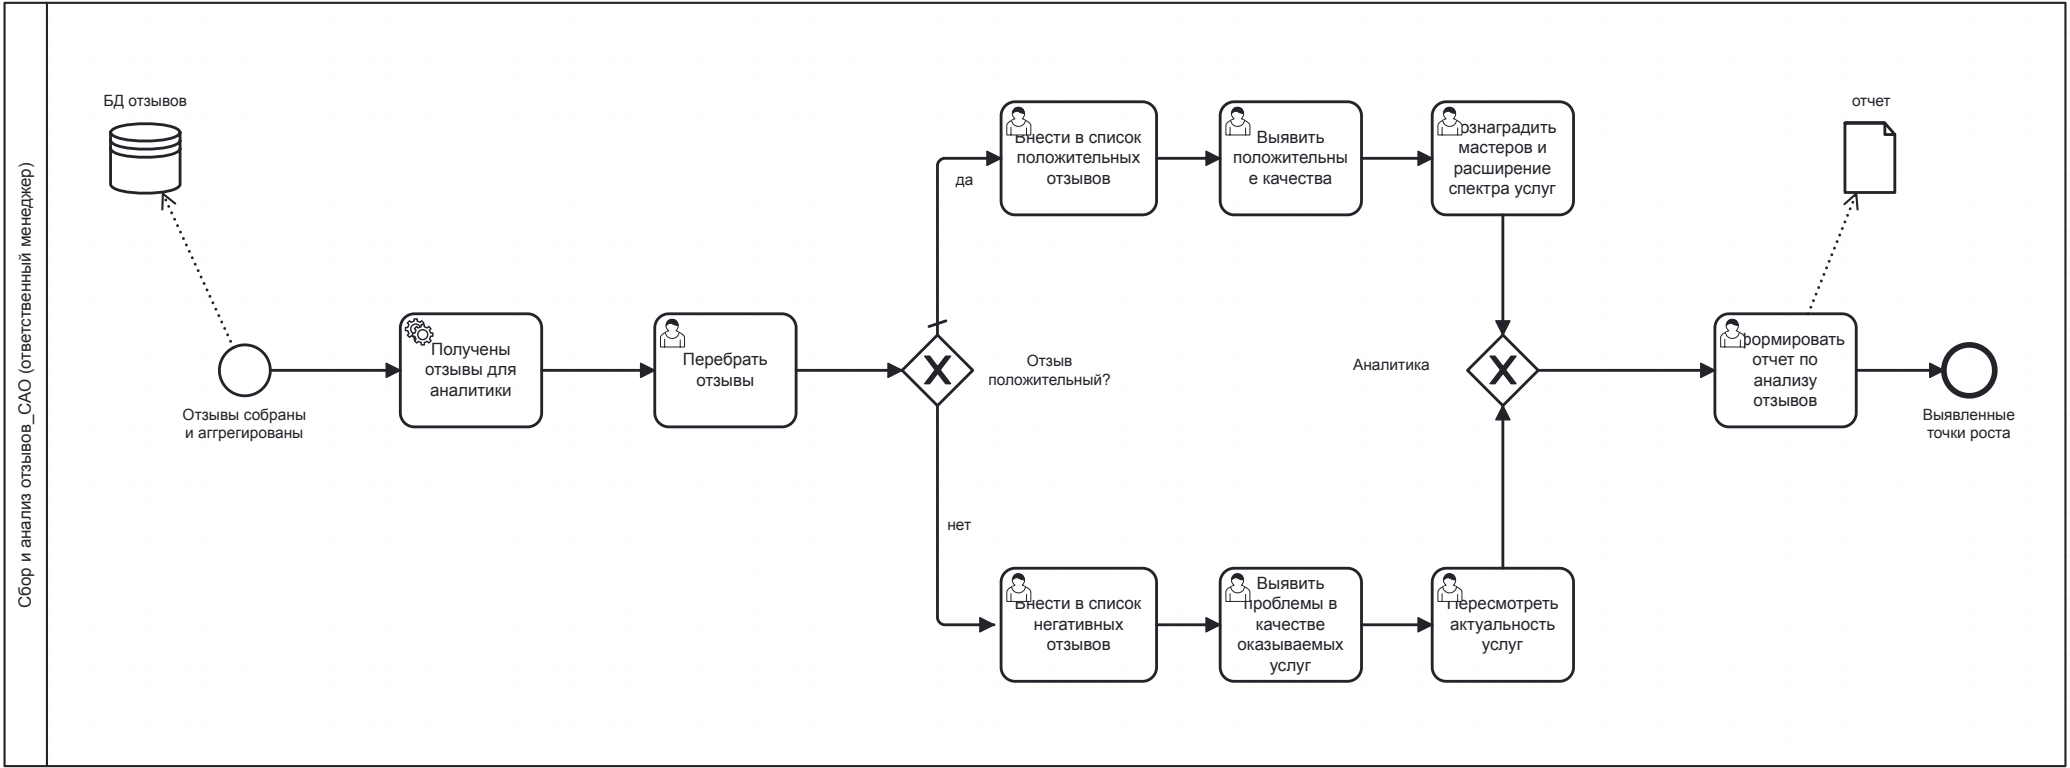 Сбор и анализ отзывов_САО (ответственный менеджер)
БД отзывов
Отзывы собраны
и аггрегированы
Получены
отзывы для
аналитики
Перебрать
отзывы
Отзыв
положительный?
да
нет
Внести в список
положительных
отзывов
Выявить
положительны
е качества
ознаградить
мастеров и
расширение
спектра услуг
Внести в список
негативных
отзывов
Выявить
проблемы в
качестве
оказываемых
услуг
Пересмотреть
актуальность
услуг
Аналитика
формировать
отчет по
анализу
отзывов
отчет
Выявленные
точки роста